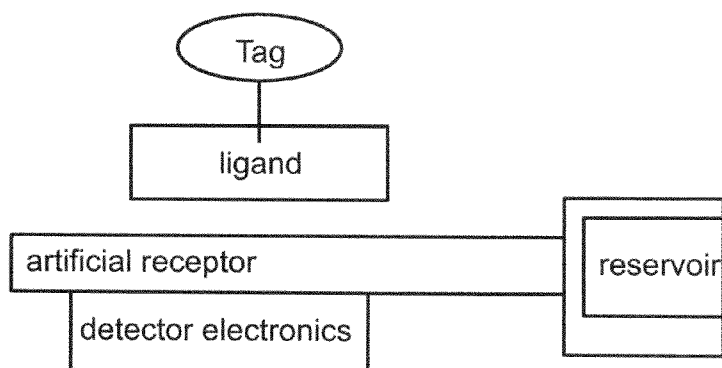 Tag
ligand
artificial receptor
reservoir
detector electronics